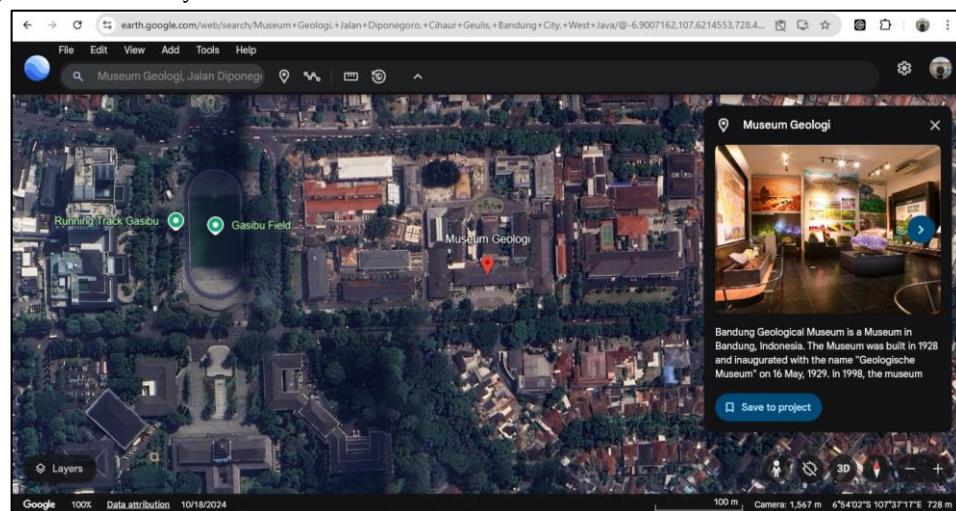 earth.google.com/web/search/Museum+Geologi,+Jalan+Diponegoro,+Cihaur+Geulis,+Bandung+City,+West+Java/@-6.9007162,107.6214553,728.4...
File Edit View Add Tools Help
Museum Geologi, Jalan Dipone
Museum Geologi
Running Track Gasibu
Gasibu Field
Museum Geologi
Bandung Geological Museum is a Museum in
Bandung, Indonesia. The Museum was built in 1928
and inaugurated with the name "Geologische
Museum" on 16 May, 1929. In 1998, the museum
Save to project
Layers
3D
Google 100% Data attribution 10/18/2024 100 m Camera: 1,567 m 6°54'02"S 107°37'17"E 728 m